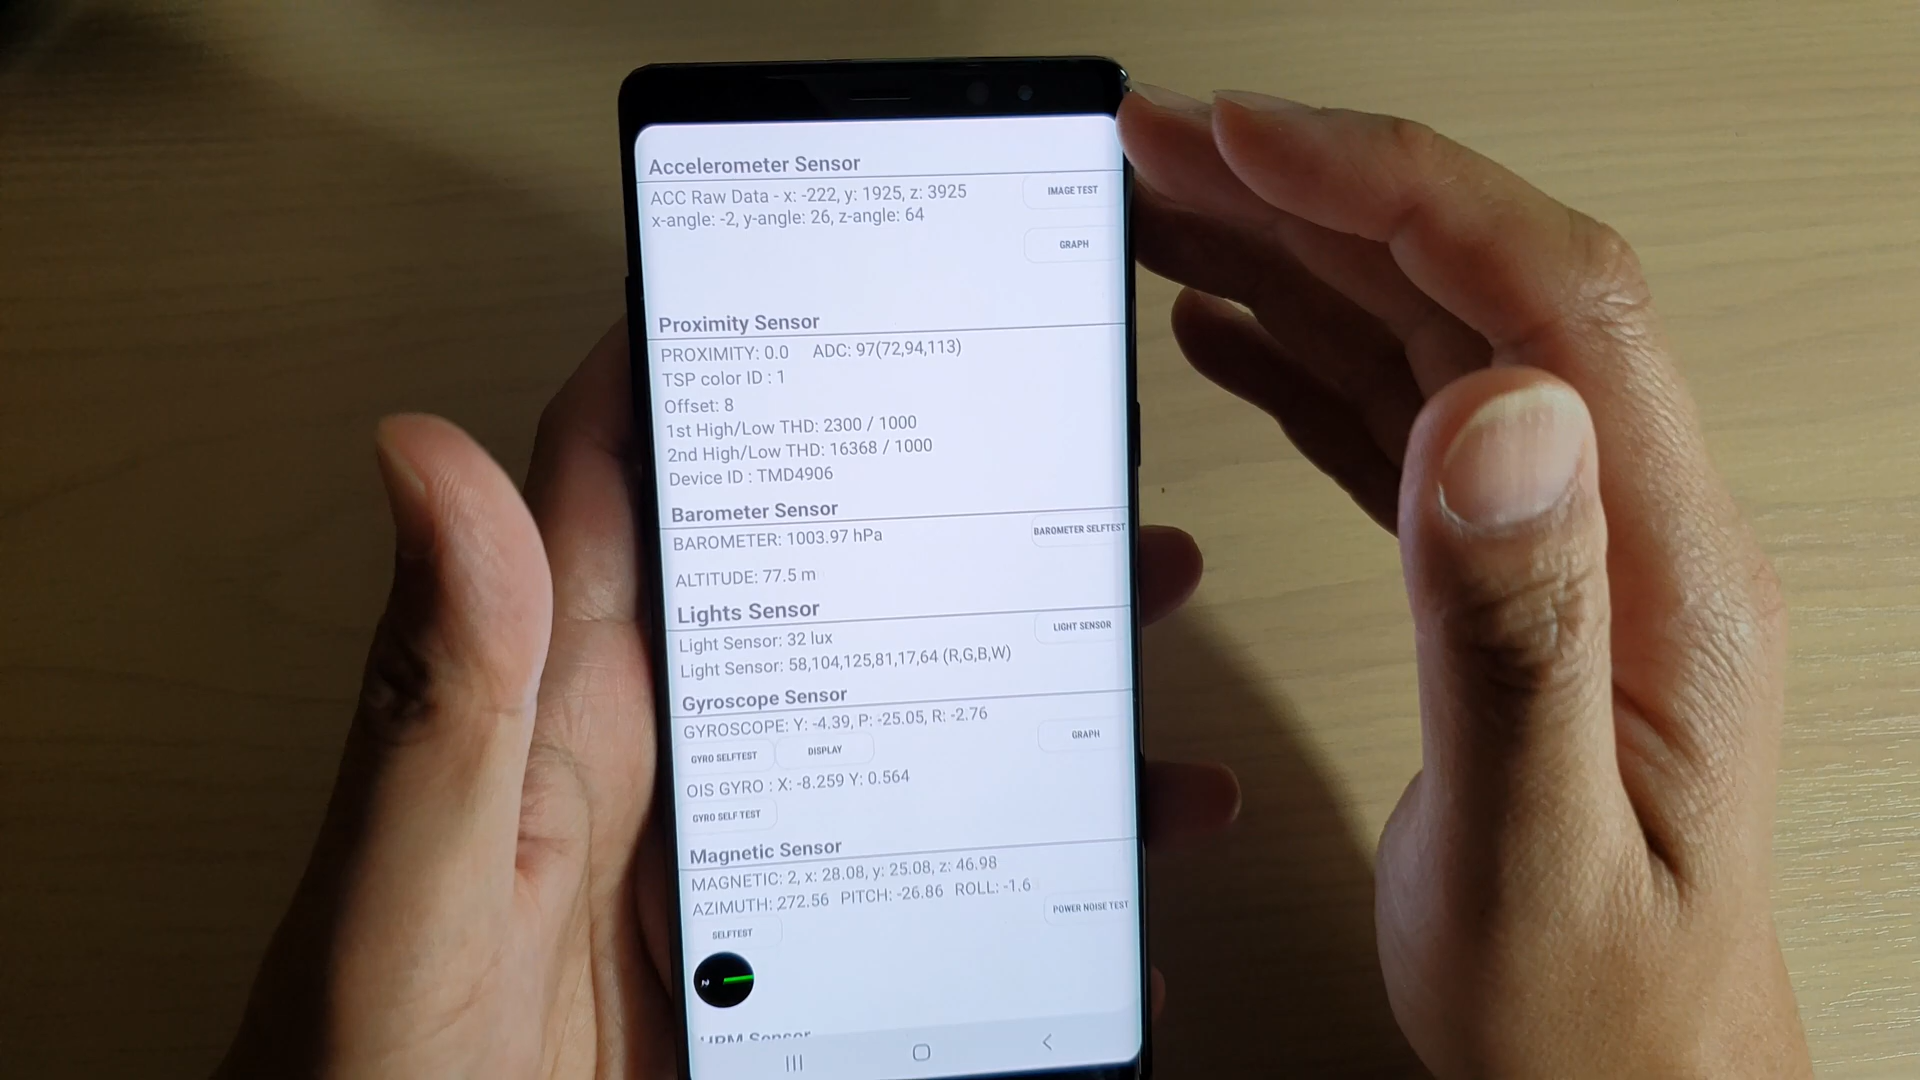 Accelerometer Sensor
ACC Raw Data - x: -222, y: 1925, z: 3925
IMAGE TEST
x-angle: -2, y-angle: 26, z-angle: 64
GRAPH
Proximity Sensor
PROXIMITY: 0.0 ADC: 97(72,94,113)
TSP color ID : 1
Offset: 8
1st High/Low THD: 2300 / 1000
2nd High/Low THD: 16368 / 1000
Device ID : TMD4906
Barometer Sensor
BAROMETER: 1003.97 hPa
BAROMETER SELFTEST
ALTITUDE: 77.5 m
Lights Sensor
Light Sensor: 32 lux
LIGHT SENSOR
Light Sensor: 58,104,125,81,17,64 (R,G,B,W)
Gyroscope Sensor
GYROSCOPE: Y: -4.39, P: -25.05, R: -2.76
GYRO SELFTEST
DISPLAY
GRAPH
OIS GYRO : X: -8.259 Y: 0.564
GYRO SELF TEST
Magnetic Sensor
MAGNETIC: 2, x: 28.08, y: 25.08, z: 46.98
AZIMUTH: 272.56 PITCH: -26.86 ROLL: -1.6
POWER NOISE TEST
SELFTEST
N
HRM Sensor